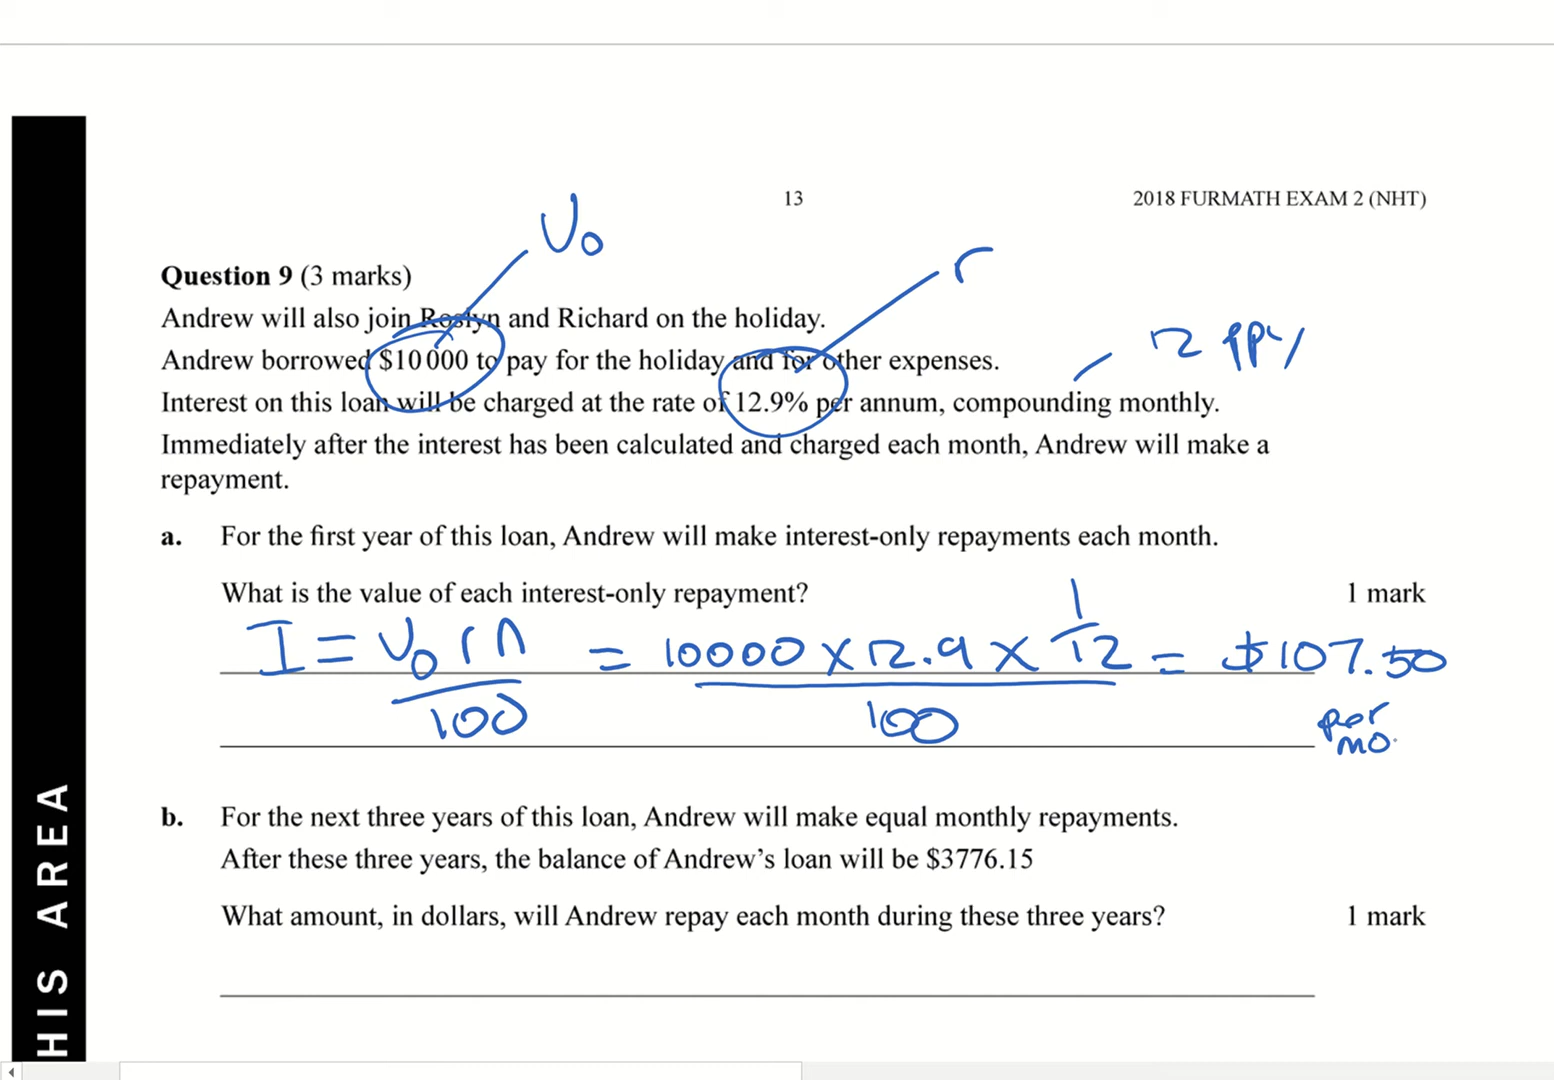 13
2018 FURMATH EXAM 2 (NHT)
V₀
r
Question 9 (3 marks)
Andrew will also join Roslyn and Richard on the holiday.
12 ppy
Andrew borrowed $10 000 to pay for the holiday and for other expenses.
Interest on this loan will be charged at the rate of 12.9% per annum, compounding monthly.
Immediately after the interest has been calculated and charged each month, Andrew will make a
repayment.
a. For the first year of this loan, Andrew will make interest-only repayments each month.
What is the value of each interest-only repayment? 1 mark
I = V₀ r n / 100 = 10000 × 12.9 × 1/12 / 100 = $107.50
per
mo.
b. For the next three years of this loan, Andrew will make equal monthly repayments.
After these three years, the balance of Andrew’s loan will be $3776.15
What amount, in dollars, will Andrew repay each month during these three years? 1 mark
HIS AREA